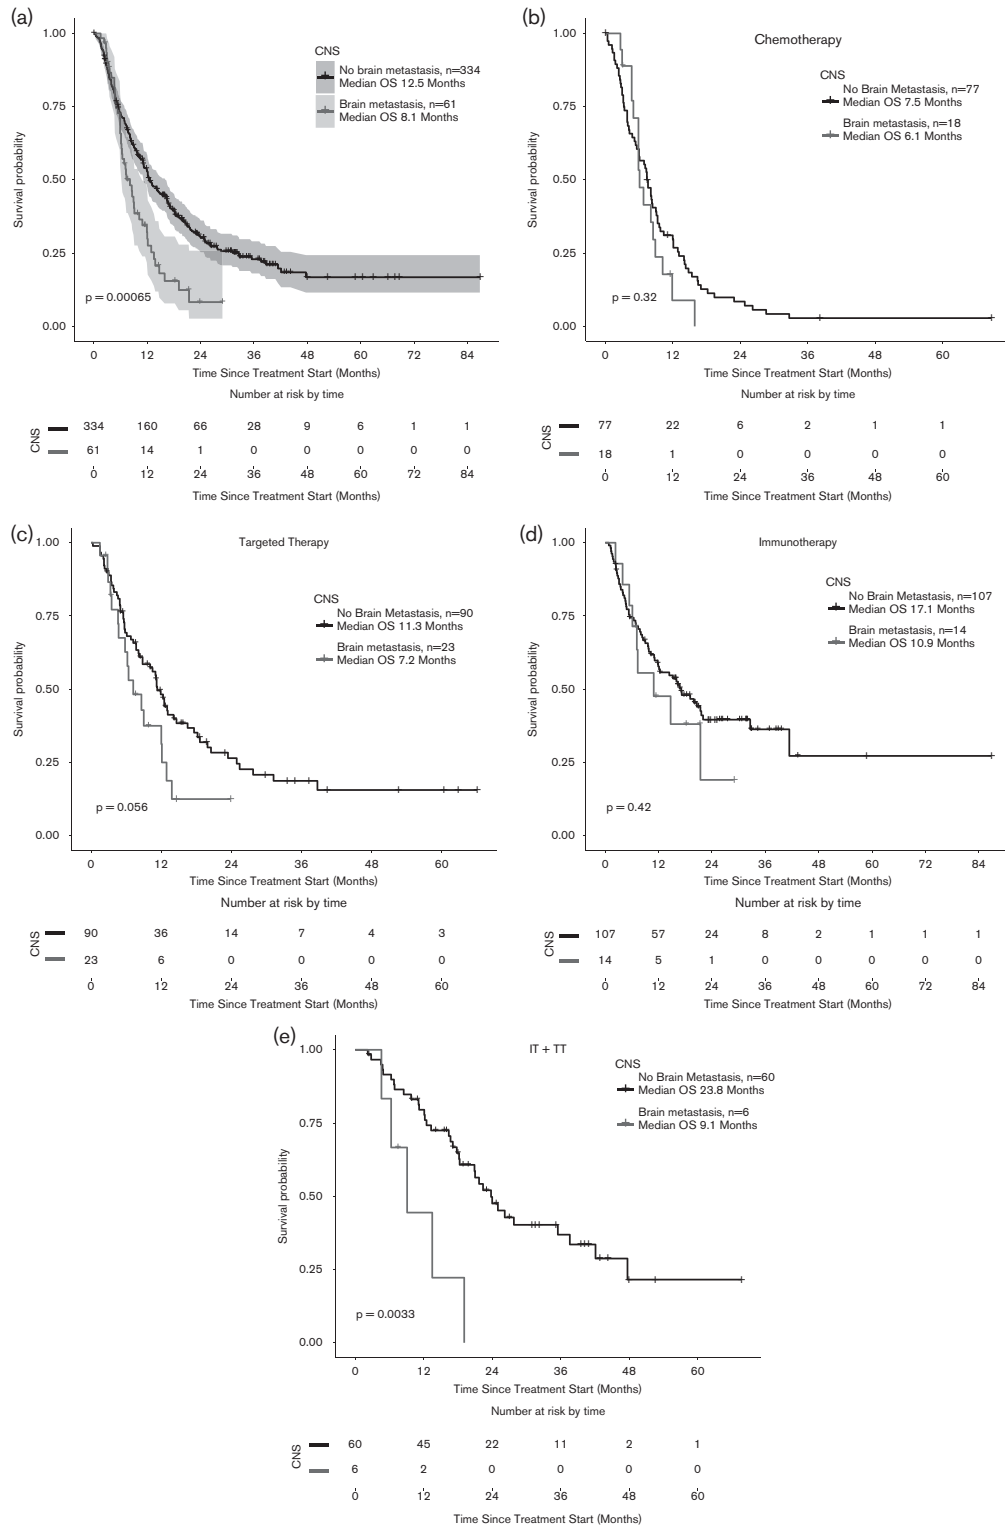 (a)
1.00
0.75
0.50
0.25
0.00
Survival probability
CNS
No brain metastasis, n=334
Median OS 12.5 Months
Brain metastasis, n=61
Median OS 8.1 Months
p = 0.00065
0 12 24 36 48 60 72 84
Time Since Treatment Start (Months)
Number at risk by time
CNS
334 160 66 28 9 6 1 1
61 14 1 0 0 0 0 0
0 12 24 36 48 60 72 84
Time Since Treatment Start (Months)
(b)
Chemotherapy
1.00
0.75
0.50
0.25
0.00
Survival probability
CNS
No Brain Metastasis, n=77
Median OS 7.5 Months
Brain metastasis, n=18
Median OS 6.1 Months
p = 0.32
0 12 24 36 48 60
Time Since Treatment Start (Months)
Number at risk by time
CNS
77 22 6 2 1 1
18 1 0 0 0 0
0 12 24 36 48 60
Time Since Treatment Start (Months)
(c)
Targeted Therapy
1.00
0.75
0.50
0.25
0.00
Survival probability
CNS
No Brain Metastasis, n=90
Median OS 11.3 Months
Brain metastasis, n=23
Median OS 7.2 Months
p = 0.056
0 12 24 36 48 60
Time Since Treatment Start (Months)
Number at risk by time
CNS
90 36 14 7 4 3
23 6 0 0 0 0
0 12 24 36 48 60
Time Since Treatment Start (Months)
(d)
Immunotherapy
1.00
0.75
0.50
0.25
0.00
Survival probability
CNS
No Brain Metastasis, n=107
Median OS 17.1 Months
Brain metastasis, n=14
Median OS 10.9 Months
p = 0.42
0 12 24 36 48 60 72 84
Time Since Treatment Start (Months)
Number at risk by time
CNS
107 57 24 8 2 1 1 1
14 5 1 0 0 0 0 0
0 12 24 36 48 60 72 84
Time Since Treatment Start (Months)
(e)
IT + TT
1.00
0.75
0.50
0.25
0.00
Survival probability
CNS
No Brain Metastasis, n=60
Median OS 23.8 Months
Brain metastasis, n=6
Median OS 9.1 Months
p = 0.0033
0 12 24 36 48 60
Time Since Treatment Start (Months)
Number at risk by time
CNS
60 45 22 11 2 1
6 2 0 0 0 0
0 12 24 36 48 60
Time Since Treatment Start (Months)